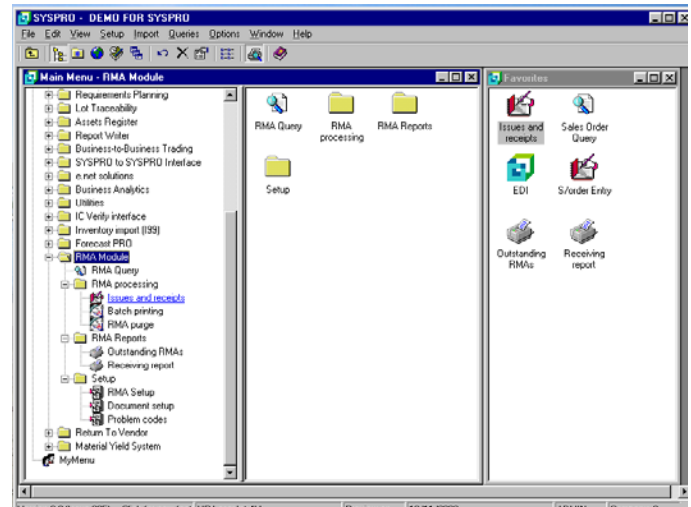 SYSPRO - DEMO FOR SYSPRO
File Edit View Setup Import Queries Options Window Help
Main Menu - RMA Module
Requirements Planning
Lot Traceability
Assets Register
Report Writer
Business-to-Business Trading
SYSPRO to SYSPRO Interface
e.net solutions
Business Analytics
Utilities
IC Verify interface
Inventory import (I99)
Forecast PRO
RMA Module
RMA Query
RMA processing
Issues and receipts
Batch printing
RMA purge
RMA Reports
Outstanding RMAs
Receiving report
Setup
RMA Setup
Document setup
Problem codes
Return To Vendor
Material Yield System
MyMenu
RMA Query
RMA
processing
RMA Reports
Setup
Favorites
Issues and
receipts
Sales Order
Query
EDI
S/order Entry
Outstanding
RMAs
Receiving
report